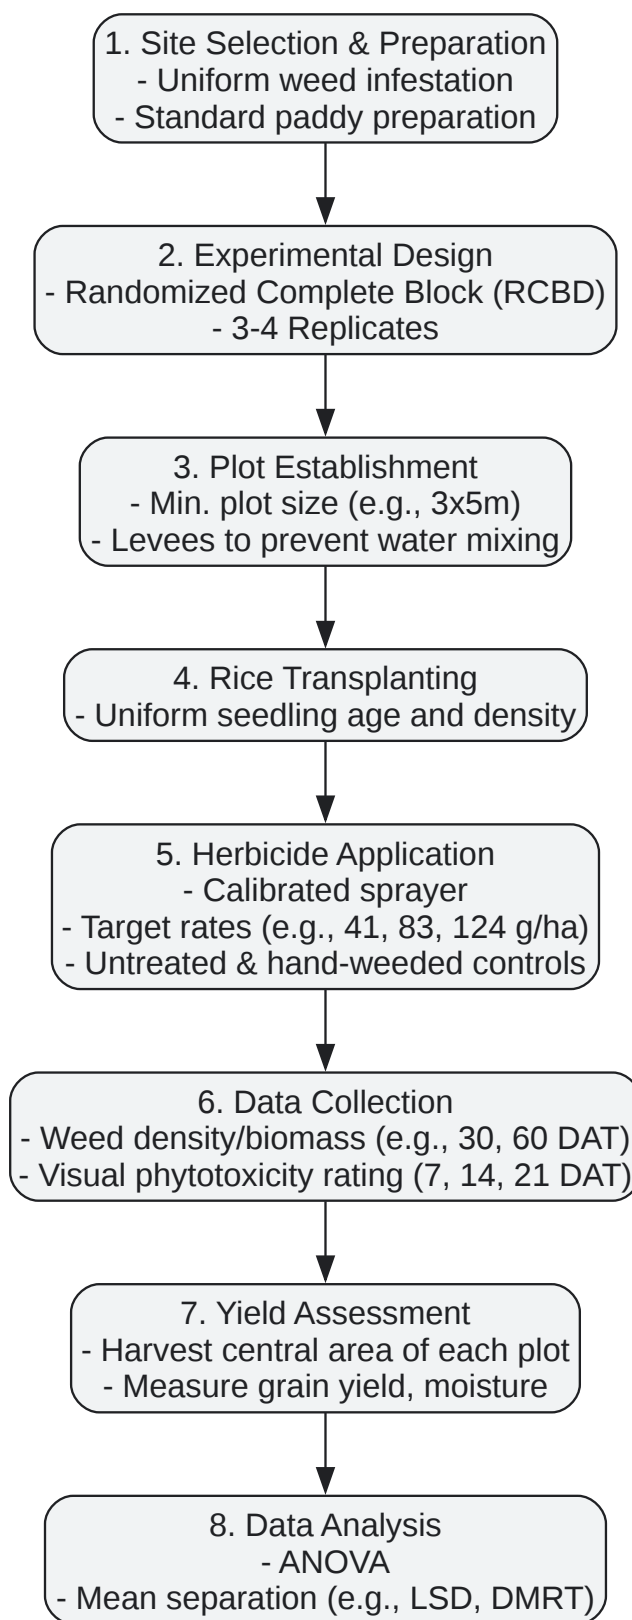 1. Site Selection & Preparation
- Uniform weed infestation
- Standard paddy preparation
2. Experimental Design
- Randomized Complete Block (RCBD)
- 3-4 Replicates
3. Plot Establishment
- Min. plot size (e.g., 3x5m)
- Levees to prevent water mixing
4. Rice Transplanting
- Uniform seedling age and density
5. Herbicide Application
- Calibrated sprayer
- Target rates (e.g., 41, 83, 124 g/ha)
- Untreated & hand-weeded controls
6. Data Collection
- Weed density/biomass (e.g., 30, 60 DAT)
- Visual phytotoxicity rating (7, 14, 21 DAT)
7. Yield Assessment
- Harvest central area of each plot
- Measure grain yield, moisture
8. Data Analysis
- ANOVA
- Mean separation (e.g., LSD, DMRT)